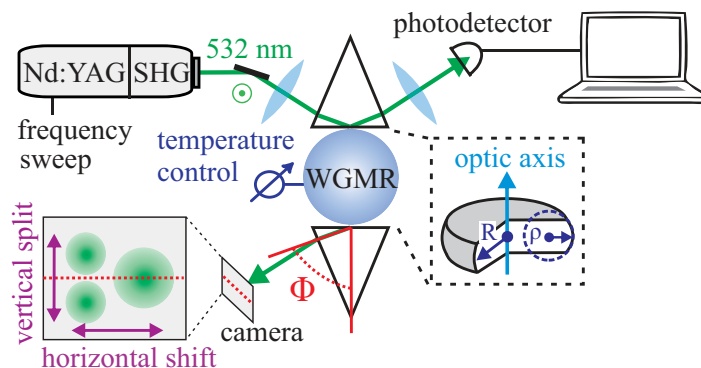 photodetector
532 nm
Nd:YAG SHG
frequency
sweep
temperature
control
WGMR
optic axis
R
ρ
vertical split
Φ
camera
horizontal shift